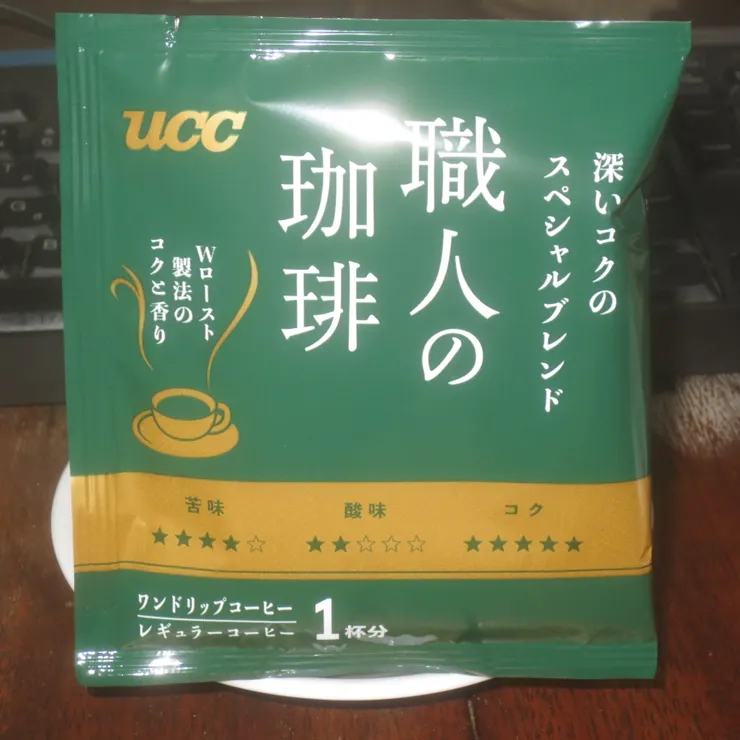 UCC
深いコクの
スペシャルブレンド
職人の
珈琲
Wロースト
製法の
コクと香り
苦味
酸味
コク
★★★★☆
★★☆☆☆
★★★★★
ワンドリップコーヒー
レギュラーコーヒー
1杯分